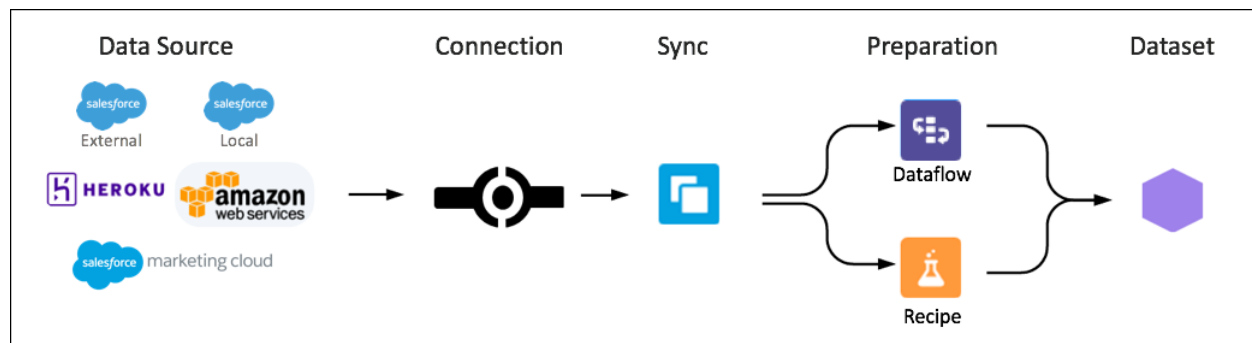 Data Source
Connection
Sync
Preparation
Dataset
salesforce
External
salesforce
Local
HEROKU
amazon
web services
salesforce marketing cloud
Dataflow
Recipe